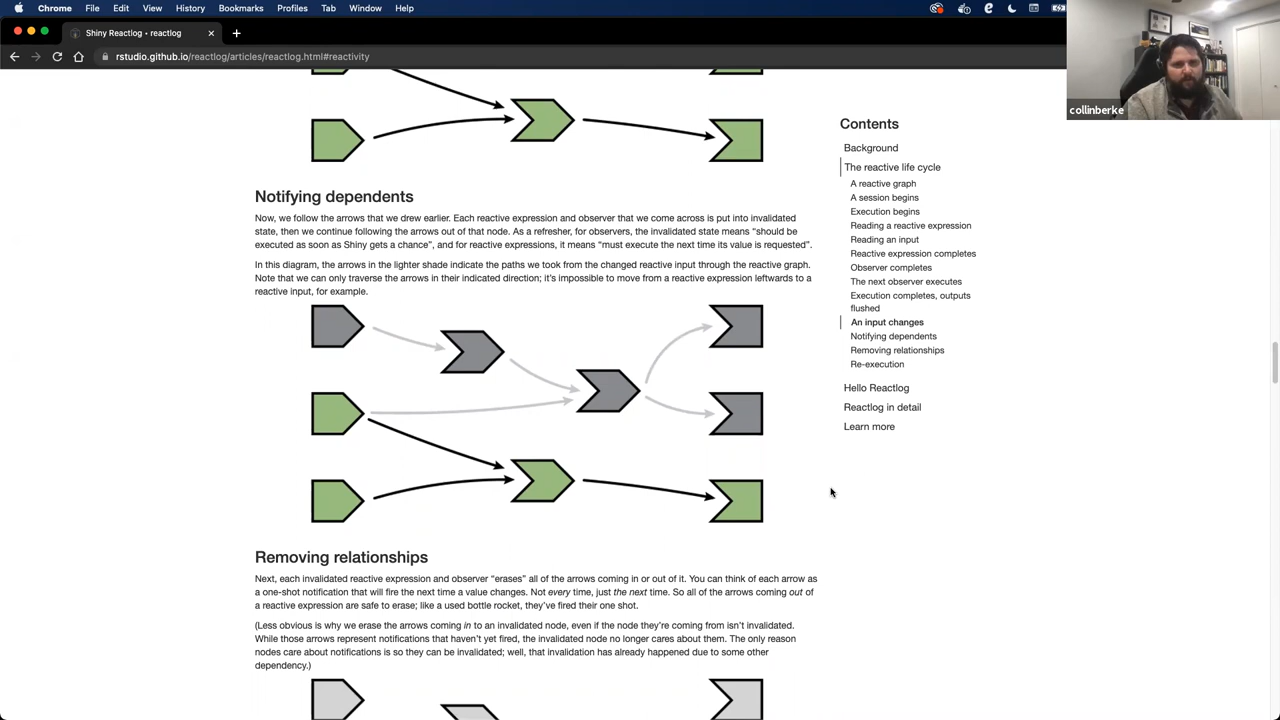 Chrome File Edit View History Bookmarks Profiles Tab Window Help
Shiny Reactlog • reactlog
rstudio.github.io/reactlog/articles/reactlog.html#reactivity
collinberke
Notifying dependents
Now, we follow the arrows that we drew earlier. Each reactive expression and observer that we come across is put into invalidated
state, then we continue following the arrows out of that node. As a refresher, for observers, the invalidated state means “should be
executed as soon as Shiny gets a chance”, and for reactive expressions, it means “must execute the next time its value is requested”.
In this diagram, the arrows in the lighter shade indicate the paths we took from the changed reactive input through the reactive graph.
Note that we can only traverse the arrows in their indicated direction; it’s impossible to move from a reactive expression leftwards to a
reactive input, for example.
Removing relationships
Next, each invalidated reactive expression and observer “erases” all of the arrows coming in or out of it. You can think of each arrow as
a one-shot notification that will fire the next time a value changes. Not every time, just the next time. So all of the arrows coming out of
a reactive expression are safe to erase; like a used bottle rocket, they’ve fired their one shot.
(Less obvious is why we erase the arrows coming in to an invalidated node, even if the node they’re coming from isn’t invalidated.
While those arrows represent notifications that haven’t yet fired, the invalidated node no longer cares about them. The only reason
nodes care about notifications is so they can be invalidated; well, that invalidation has already happened due to some other
dependency.)
Contents
Background
The reactive life cycle
A reactive graph
A session begins
Execution begins
Reading a reactive expression
Reading an input
Reactive expression completes
Observer completes
The next observer executes
Execution completes, outputs
flushed
An input changes
Notifying dependents
Removing relationships
Re-execution
Hello Reactlog
Reactlog in detail
Learn more